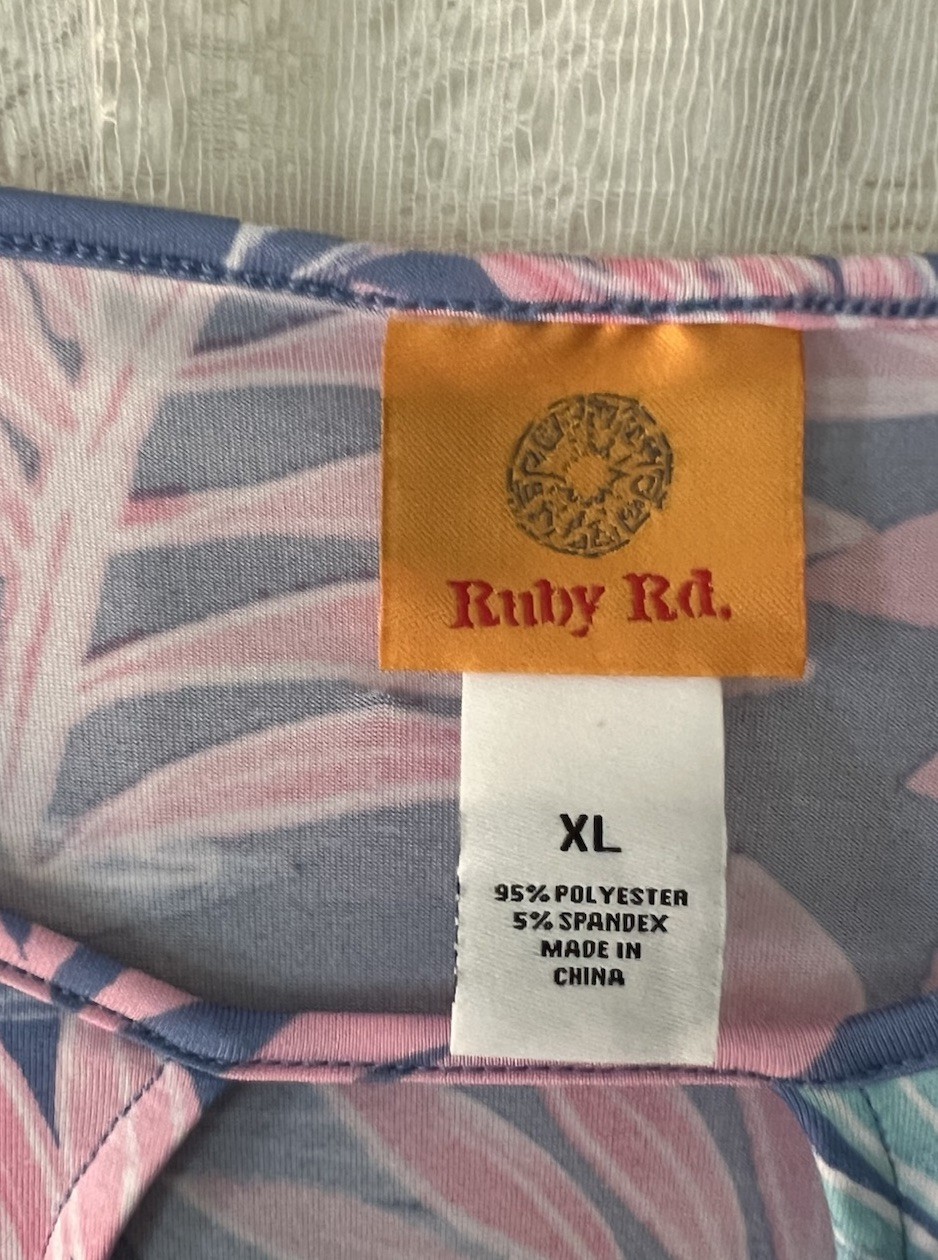 Ruby Rd.
XL
95% POLYESTER
5% SPANDEX
MADE IN
CHINA